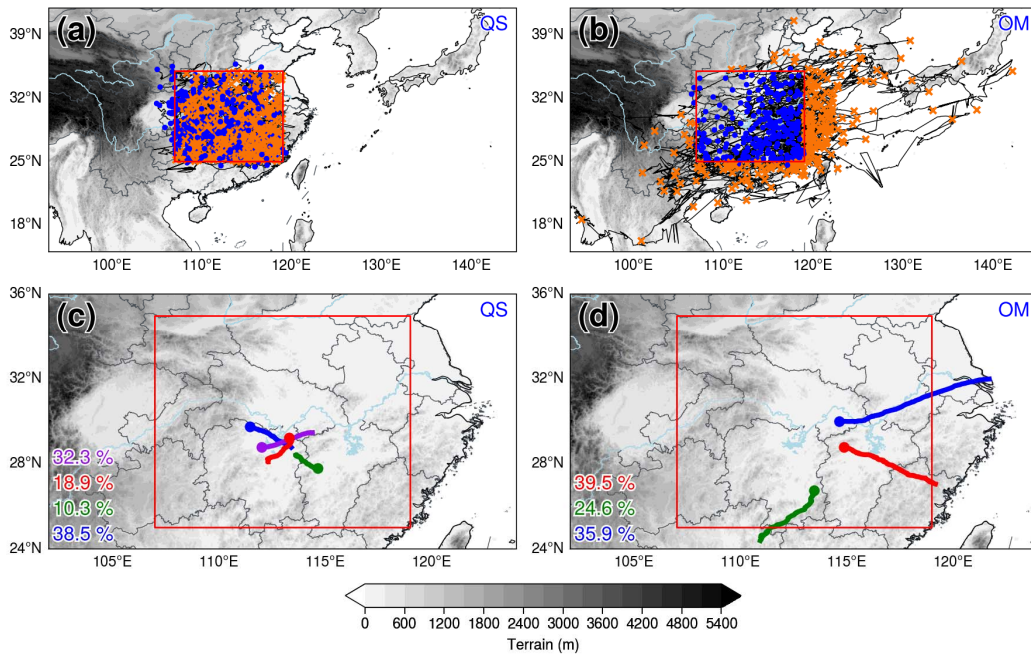 (a) QS
39°N
32°N
25°N
18°N
100°E 110°E 120°E 130°E 140°E
(b) OM
39°N
32°N
25°N
18°N
100°E 110°E 120°E 130°E 140°E
(c) QS
36°N
32°N
28°N
24°N
32.3 %
18.9 %
10.3 %
38.5 %
105°E 110°E 115°E 120°E
(d) OM
36°N
32°N
28°N
24°N
39.5 %
24.6 %
35.9 %
105°E 110°E 115°E 120°E
0 600 1200 1800 2400 3000 3600 4200 4800 5400
Terrain (m)